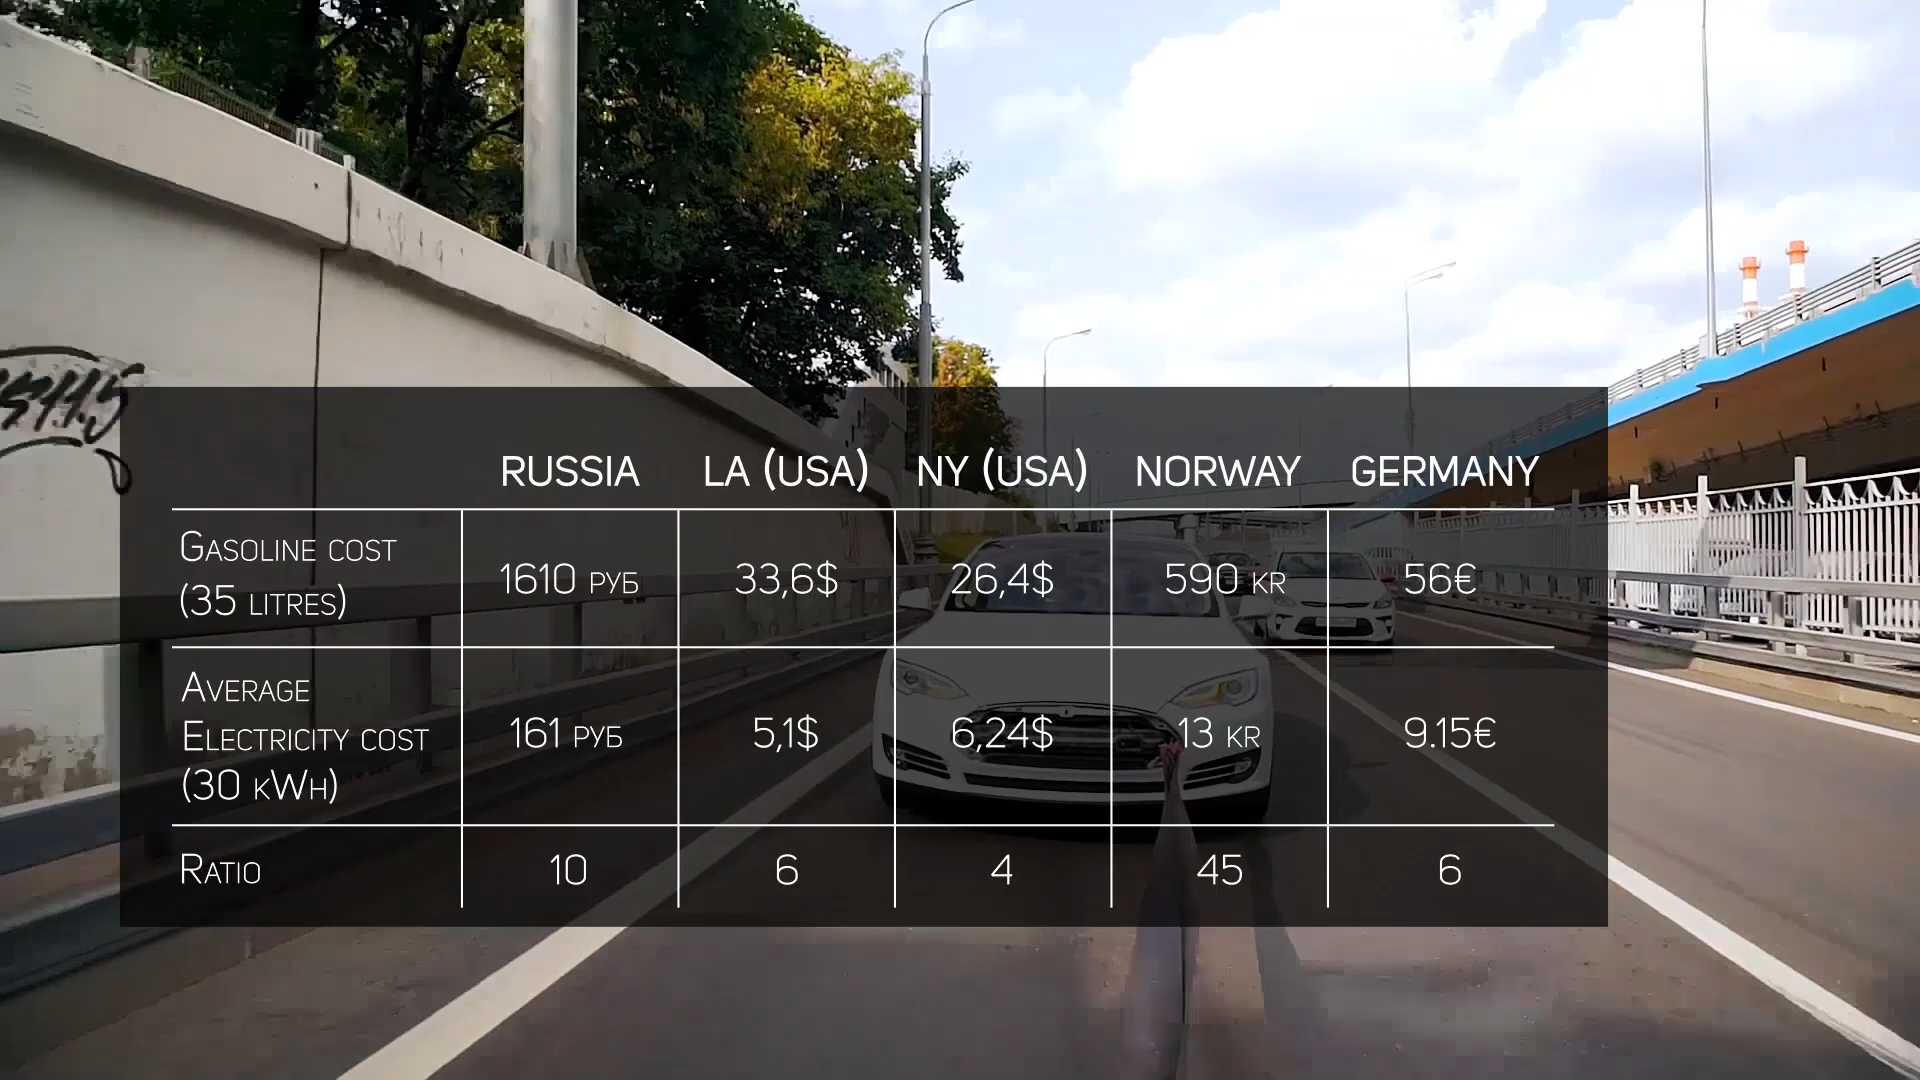 RUSSIA LA (USA) NY (USA) NORWAY GERMANY
GASOLINE COST
(35 LITRES)
1610 РУБ 33,6$ 26,4$ 590 KR 56€
AVERAGE
ELECTRICITY COST
(30 KWH)
161 РУБ 5,1$ 6,24$ 13 KR 9.15€
RATIO 10 6 4 45 6